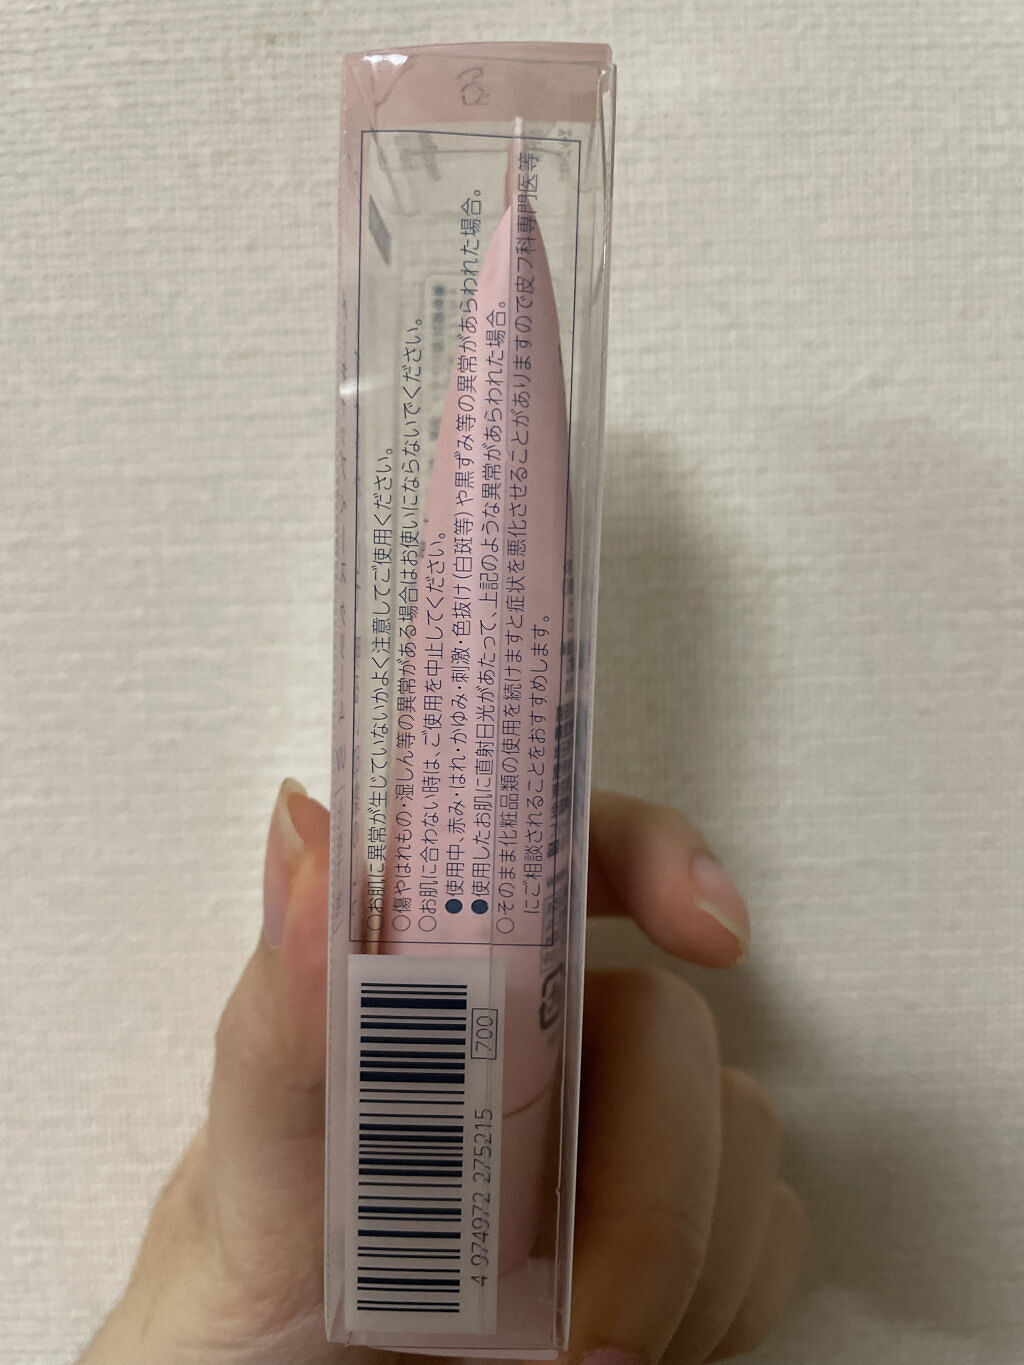 ○お肌に異常が生じていないかよく注意してご使用ください。
○傷やはれもの・湿しん等の異常がある場合はお使いにならないでください。
○お肌に合わない時は、ご使用を中止してください。
●使用中、赤み・はれ・かゆみ・刺激・色抜け(白斑等)や黒ずみ等の異常があらわれた場合。
●使用したお肌に直射日光があたって、上記のような異常があらわれた場合。
○そのまま化粧品類の使用を続けますと症状を悪化させることがありますので皮フ科専門医等
にご相談されることをおすすめします。
700
4 974972 275215